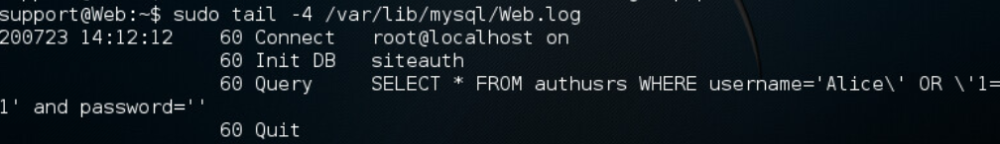 support@Web:~$ sudo tail -4 /var/lib/mysql/Web.log
200723 14:12:12    60 Connect   root@localhost on
                   60 Init DB   siteauth
                   60 Query     SELECT * FROM authusrs WHERE username='Alice\' OR \'1=
1' and password=''
                   60 Quit